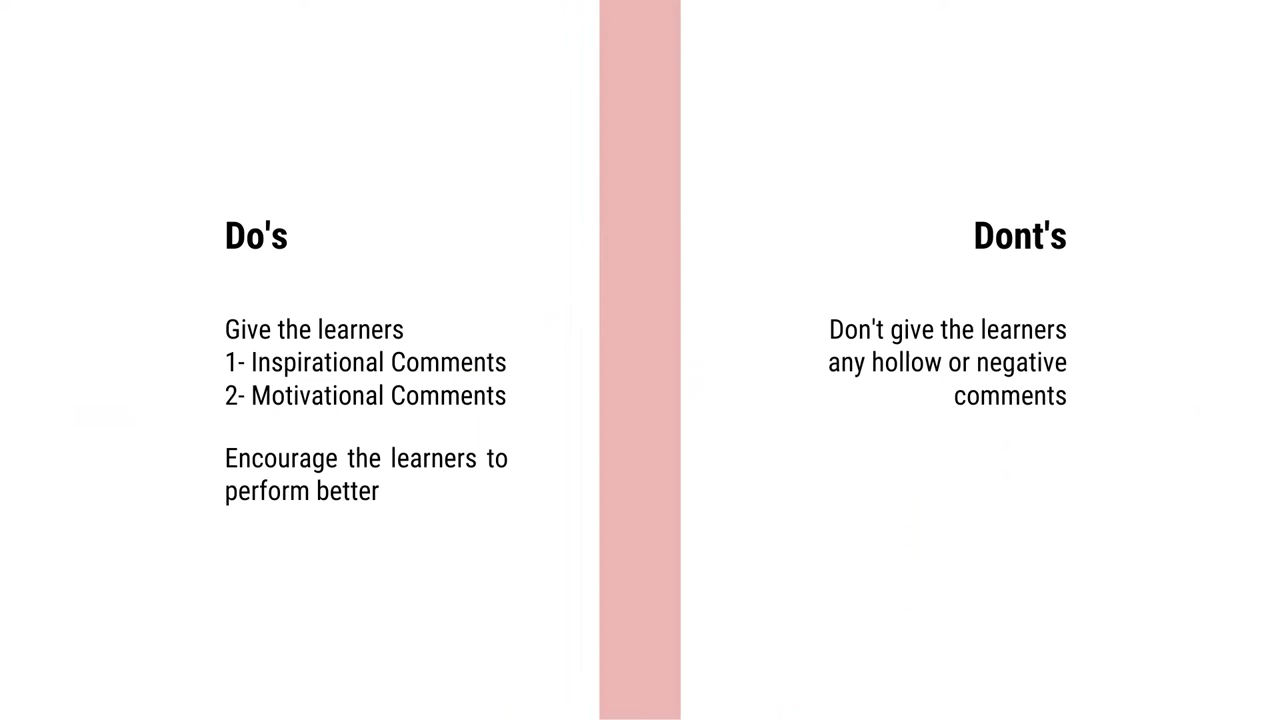 Do's
Give the learners
1- Inspirational Comments
2- Motivational Comments
Encourage the learners to
perform better
Dont's
Don't give the learners
any hollow or negative
comments